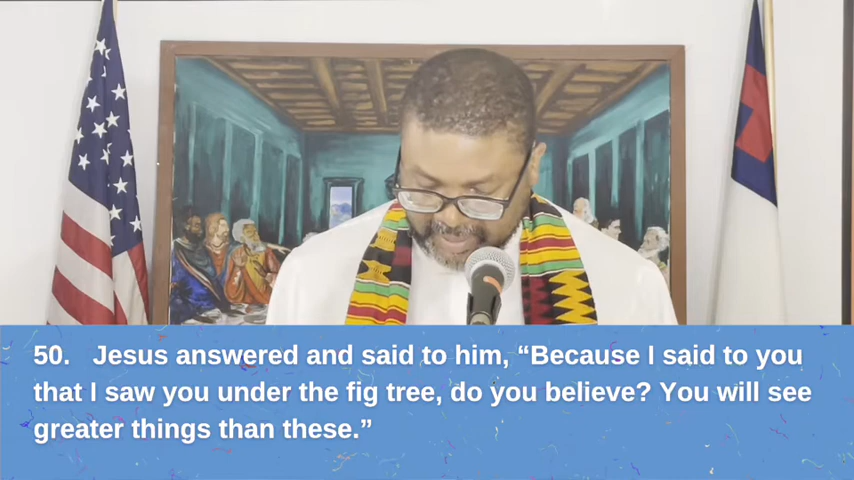 50.   Jesus answered and said to him, “Because I said to you
that I saw you under the fig tree, do you believe? You will see
greater things than these.”